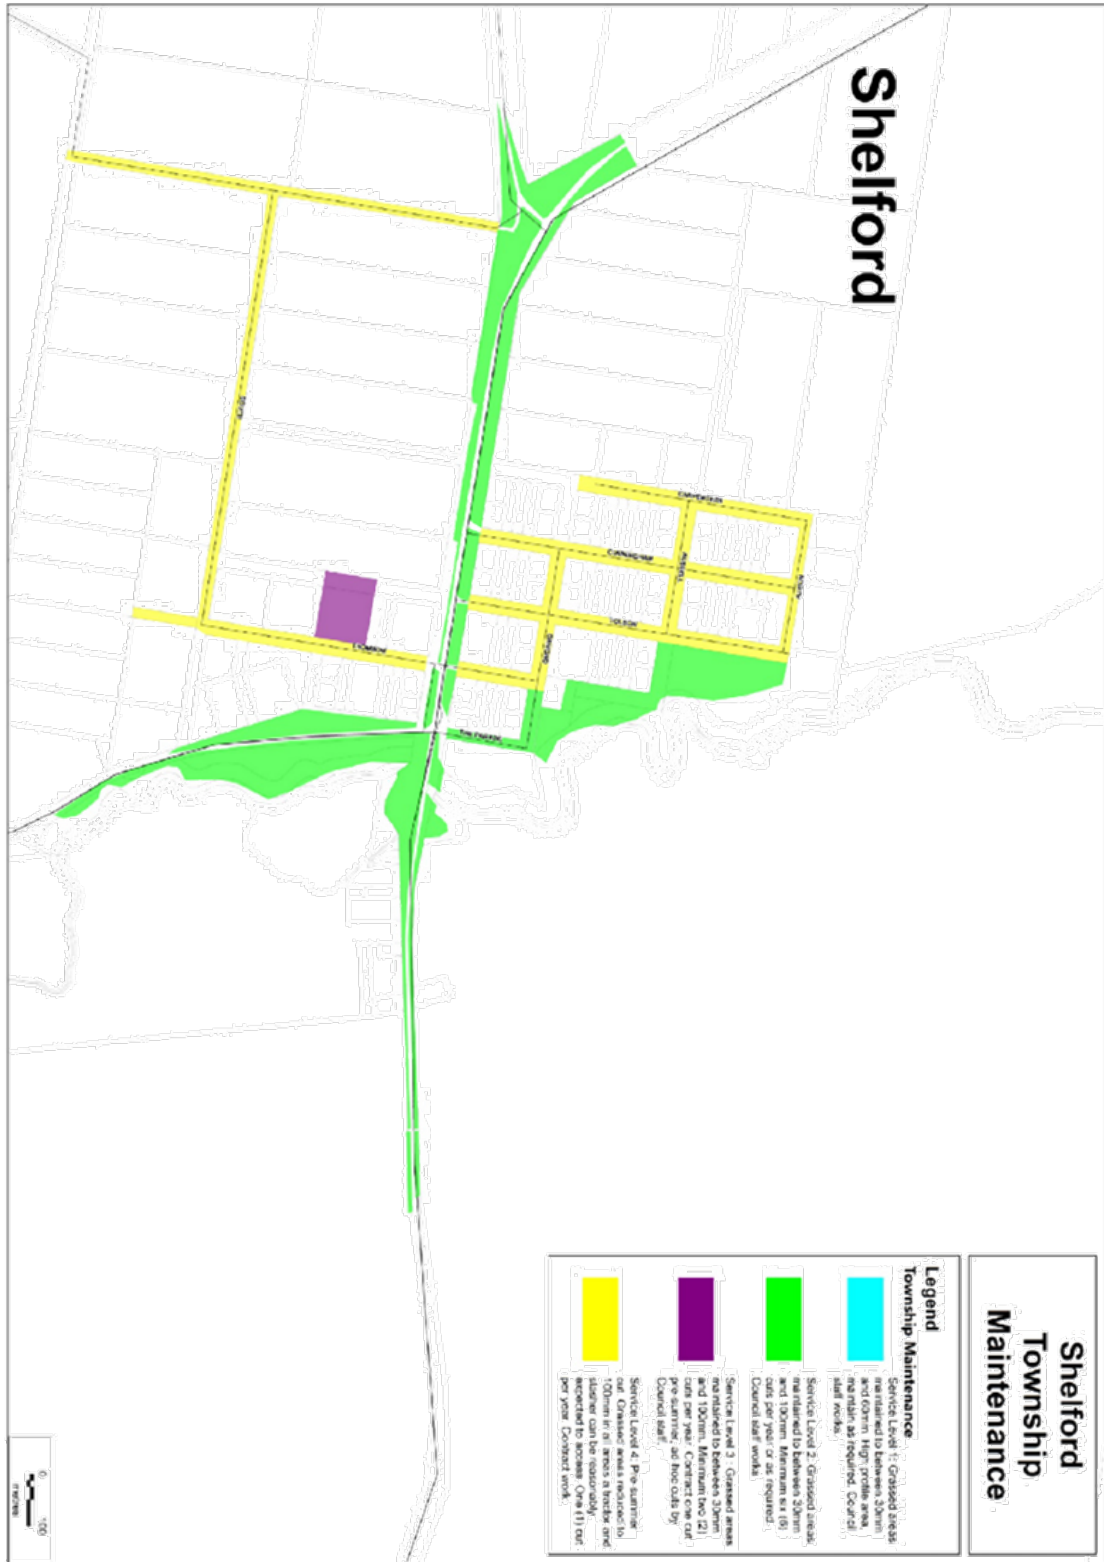 Shelford
Shelford
Township
Maintenance
Legend
Township Maintenance
Service Level 1: Grassed areas
maintained to between 30mm
and 60mm. High profile area,
maintain as required. Council
staff works.
Service Level 2: Grassed areas
maintained to between 30mm
and 100mm. Minimum six (6)
cuts per year or as required.
Council staff works
Service Level 3 : Grassed areas
maintained to between 30mm
and 100mm. Minimum two (2)
cuts per year. Contract one cut
pre-summer, ad hoc cuts by
Council staff.
Service Level 4: Pre-summer
cut. Grassed areas reduced to
100mm in all areas a tractor and
slasher can be reasonably
expected to access. One (1) cut
per year. Contract work.
0 100
metres
THOMSON